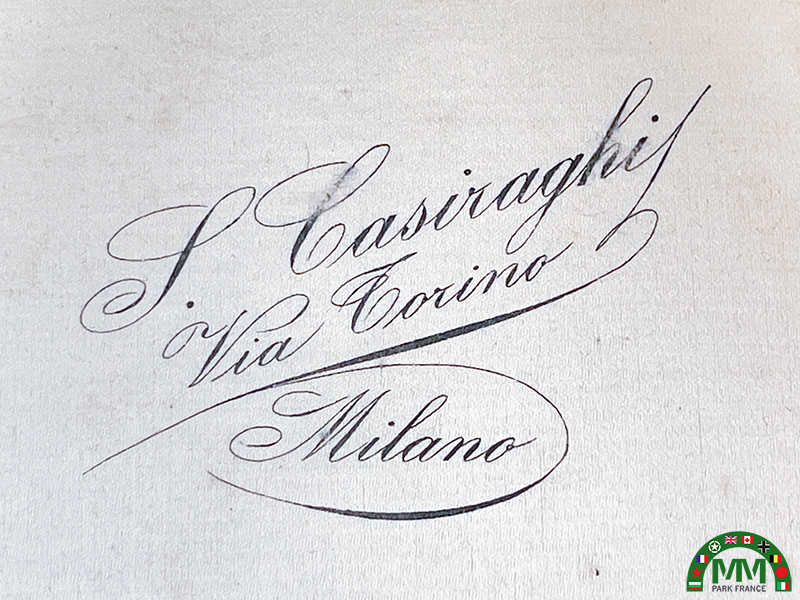 S. Casiraghi
Via Torino
Milano
MM
PARK FRANCE